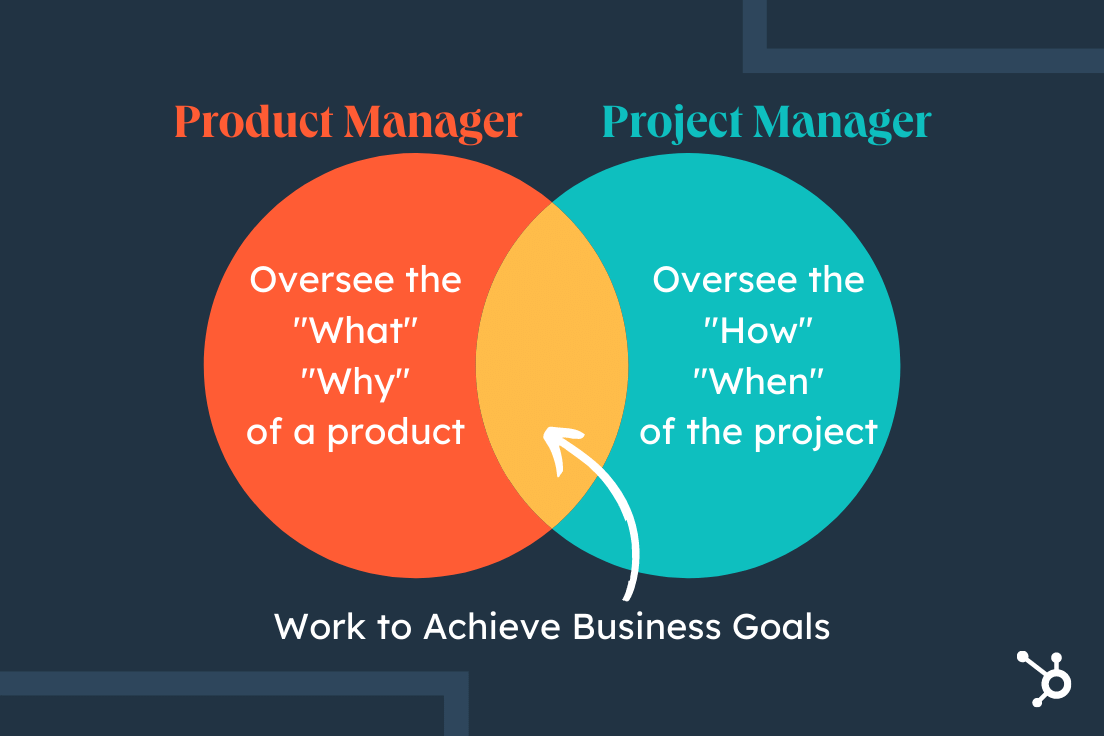 Product Manager
Project Manager
Oversee the
"What"
"Why"
of a product
Oversee the
"How"
"When"
of the project
Work to Achieve Business Goals